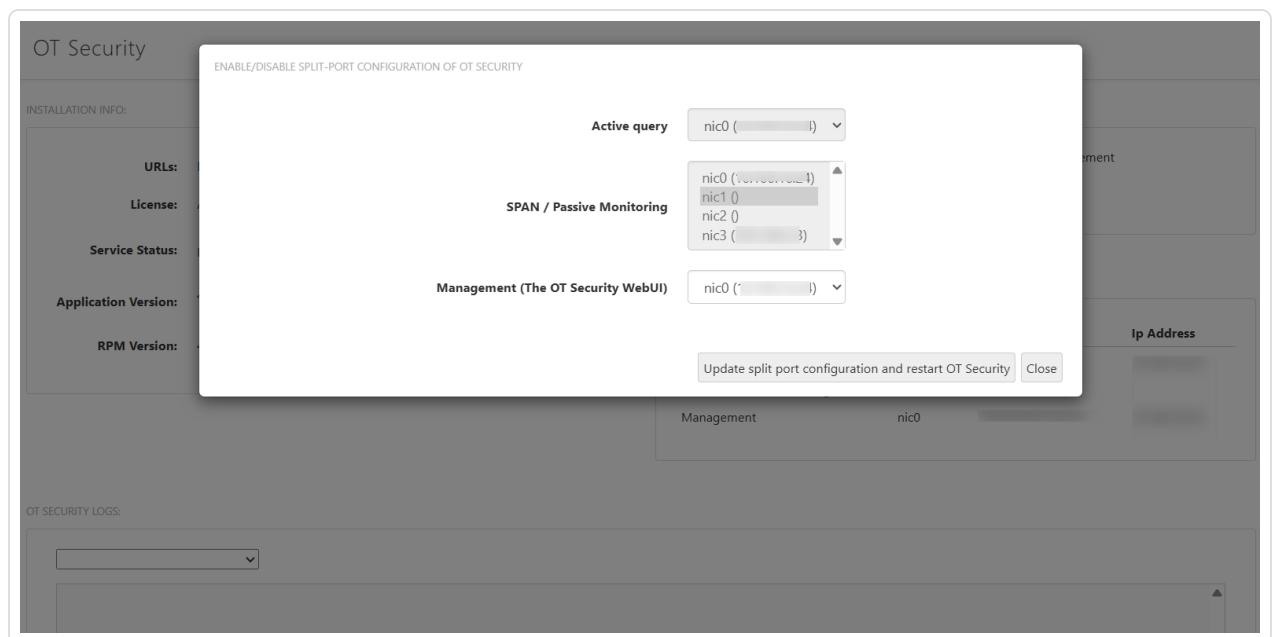 OT Security
ENABLE/DISABLE SPLIT-PORT CONFIGURATION OF OT SECURITY
INSTALLATION INFO:
Active query nic0 ( )
ement
URLs:
nic0 ( )
License:
nic1 ()
SPAN / Passive Monitoring
nic2 ()
nic3 ( 3)
Service Status:
Management (The OT Security WebUI) nic0 ( )
Application Version:
Ip Address
RPM Version:
Update split port configuration and restart OT Security Close
Management nic0
OT SECURITY LOGS: